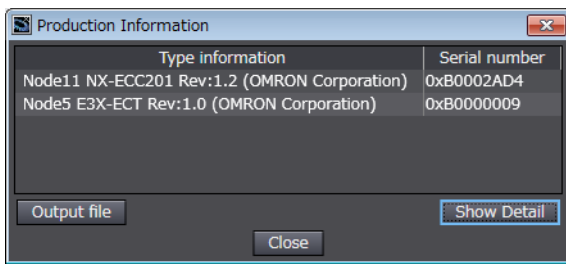 Production Information
Type information Serial number
Node11 NX-ECC201 Rev:1.2 (OMRON Corporation) 0xB0002AD4
Node5 E3X-ECT Rev:1.0 (OMRON Corporation) 0xB0000009
Output file Show Detail
Close